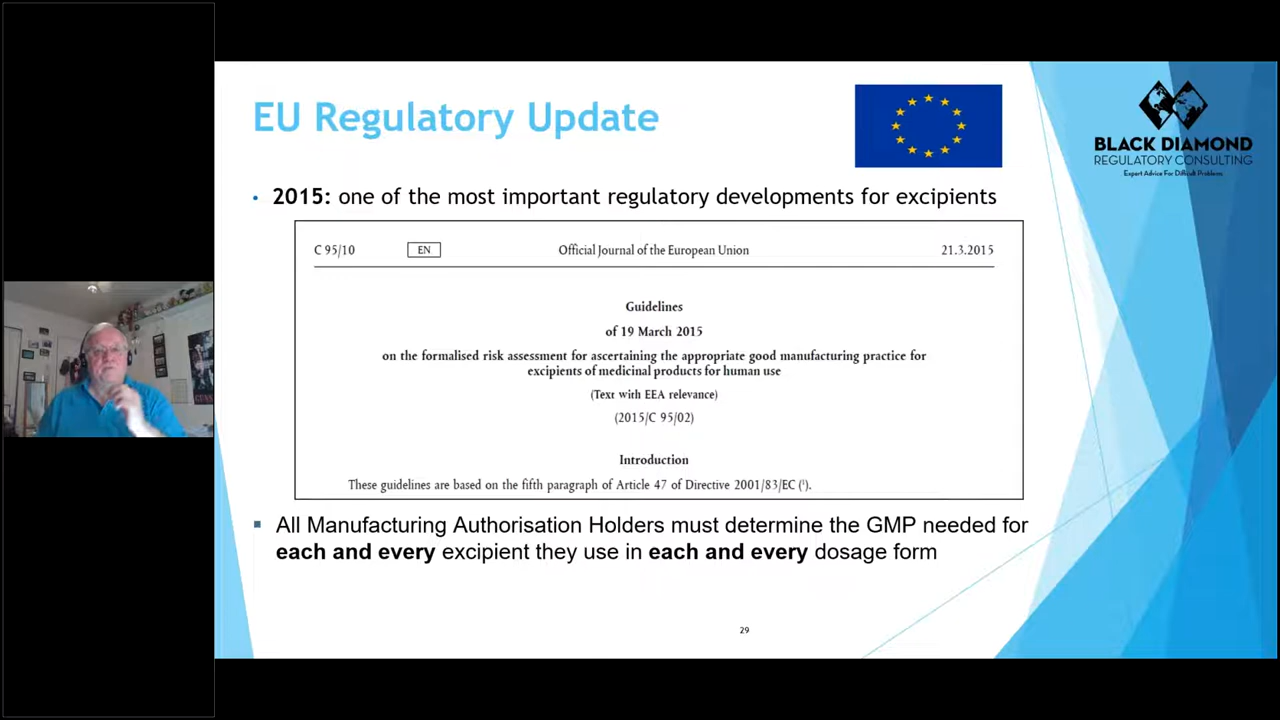 EU Regulatory Update
BLACK DIAMOND
REGULATORY CONSULTING
Expert Advice For Difficult Problems
• 2015: one of the most important regulatory developments for excipients
C 95/10 EN Official Journal of the European Union 21.3.2015
Guidelines
of 19 March 2015
on the formalised risk assessment for ascertaining the appropriate good manufacturing practice for
excipients of medicinal products for human use
(Text with EEA relevance)
(2015/C 95/02)
Introduction
These guidelines are based on the fifth paragraph of Article 47 of Directive 2001/83/EC (¹).
▪ All Manufacturing Authorisation Holders must determine the GMP needed for
each and every excipient they use in each and every dosage form
29